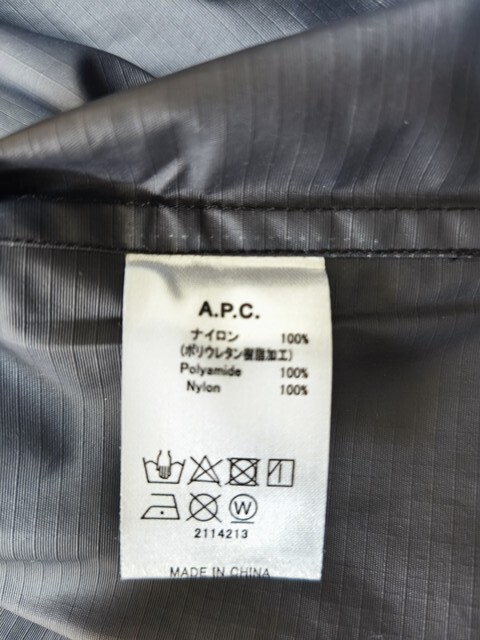 A.P.C.
ナイロン 100%
(ポリウレタン樹脂加工)
Polyamide 100%
Nylon 100%
W
2114213
MADE IN CHINA